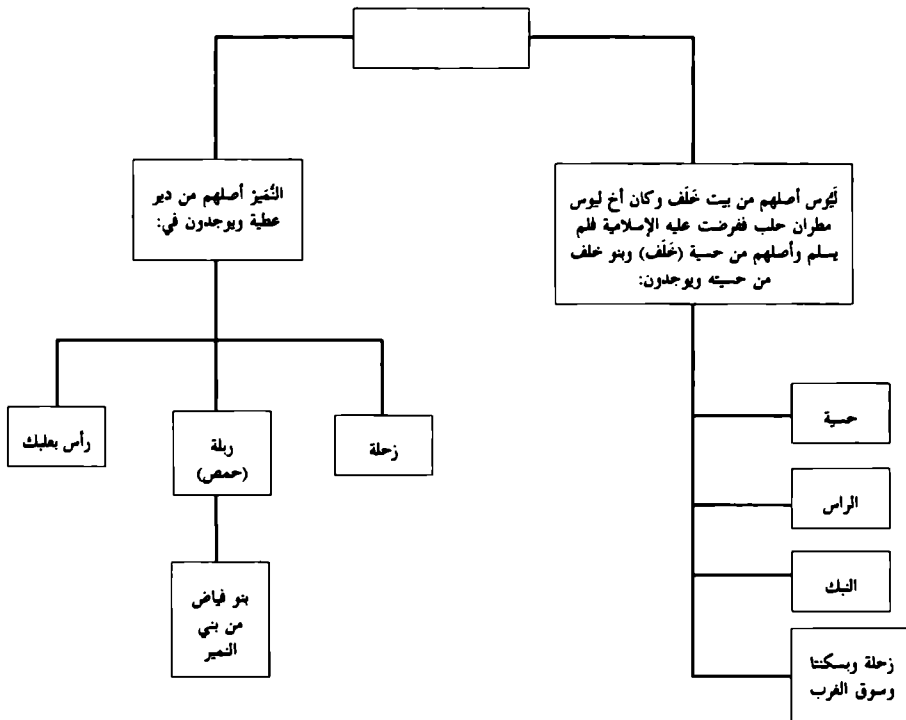 لَيُوس أصلهم من بيت خَلَف وكان أخ ليوس
مطران حلب ففرضت عليه الإسلامية فلم
يسلم وأصلهم من حسية (خَلَف) وبنو خلف
من حسيته ويوجدون:
حسية
الراس
النبك
زحلة وبسكنتا
وسوق الغرب
النُّمَيرْ أصلهم من دير
عطية ويوجدون في:
زحلة
ربلة
(حمص)
رأس بعلبك
بنو فياض
من بني
النمير